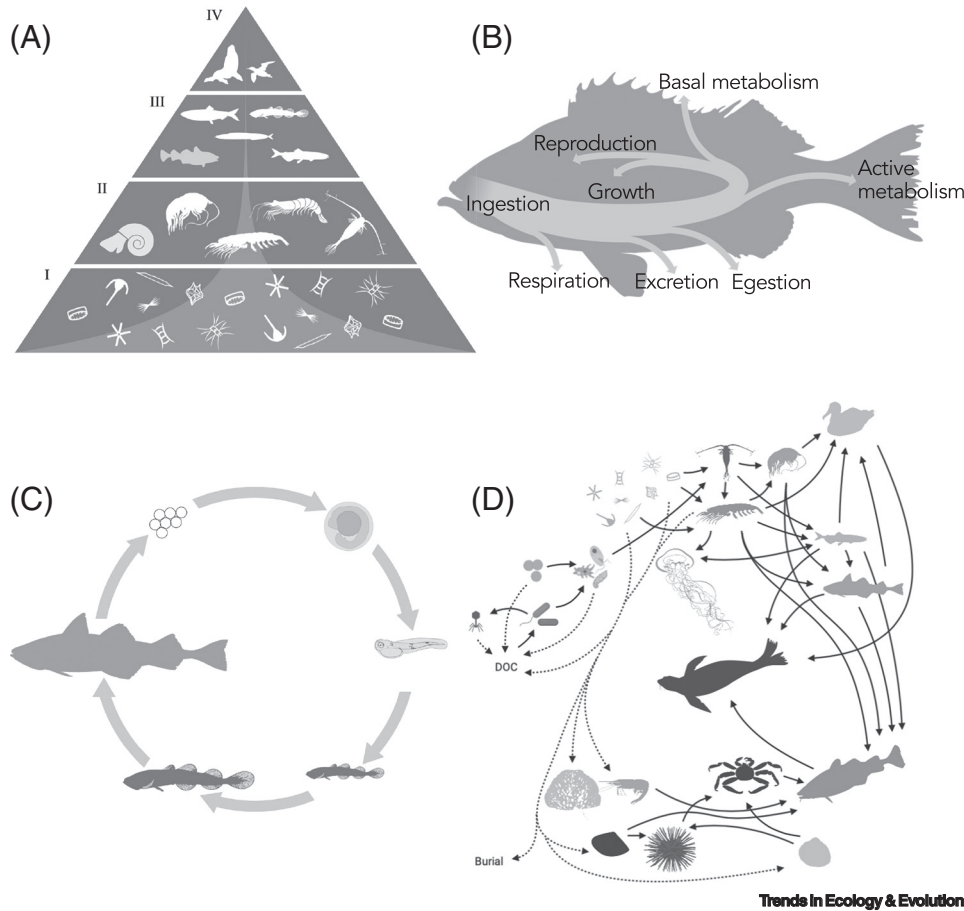 (A)
IV
III
II
I
(B)
Basal metabolism
Reproduction
Growth
Ingestion
Active
metabolism
Respiration
Excretion
Egestion
(C)
(D)
DOC
Burial
Trends in Ecology & Evolution